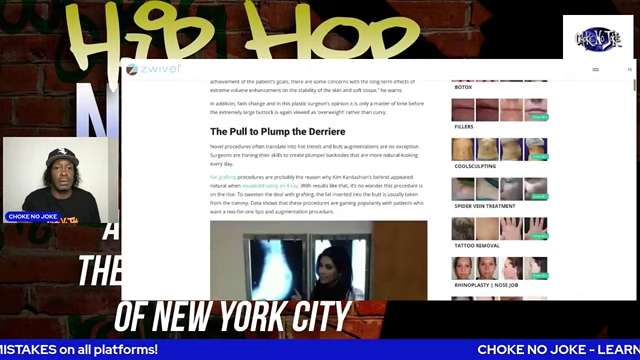 HIP HOP
CHOKE NO JOKE
zwivel
achievement of the patient's goals, there are some concerns with the long-term effects of
extreme volume enhancement on the stability of the skin and soft tissue," he warns.
In addition, fads change and in this plastic surgeon's opinion it is only a matter of time before
the extremely large buttock is again viewed as 'overweight' rather than curvy.
The Pull to Plump the Derriere
Novel procedures often translate into hot trends and butt augmentations are no exception.
Surgeons are honing their skills to create plumper backsides that are more natural-looking
every day.
Fat grafting procedures are probably the reason why Kim Kardashian's behind appeared
natural when visualized using an X-ray. With results like that, it's no wonder this procedure is
on the rise. To sweeten the deal with grafting, the fat inserted into the butt is usually taken
from the tummy. Data shows that these procedures are gaining popularity with patients who
want a two-for-one lipo and augmentation procedure.
BOTOX
FILLERS
COOLSCULPTING
SPIDER VEIN TREATMENT
TATTOO REMOVAL
RHINOPLASTY | NOSE JOB
CHOKE NO JOKE
N
A
THE
OF NEW YORK CITY
MISTAKES on all platforms!
CHOKE NO JOKE - LEARN